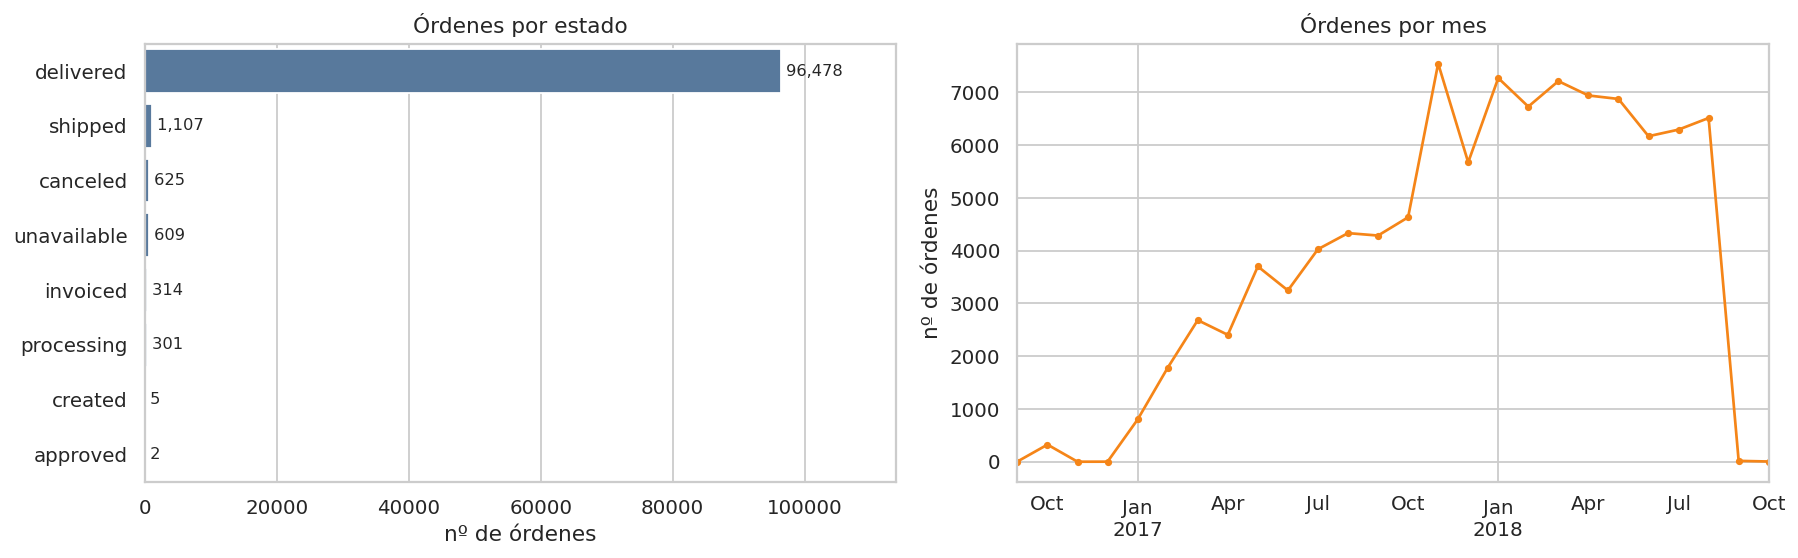 Órdenes por estado
delivered 96,478
shipped 1,107
canceled 625
unavailable 609
invoiced 314
processing 301
created 5
approved 2
0 20000 40000 60000 80000 100000
nº de órdenes
Órdenes por mes
nº de órdenes
7000
6000
5000
4000
3000
2000
1000
0
Oct Jan Apr Jul Oct Jan Apr Jul Oct
2017 2018